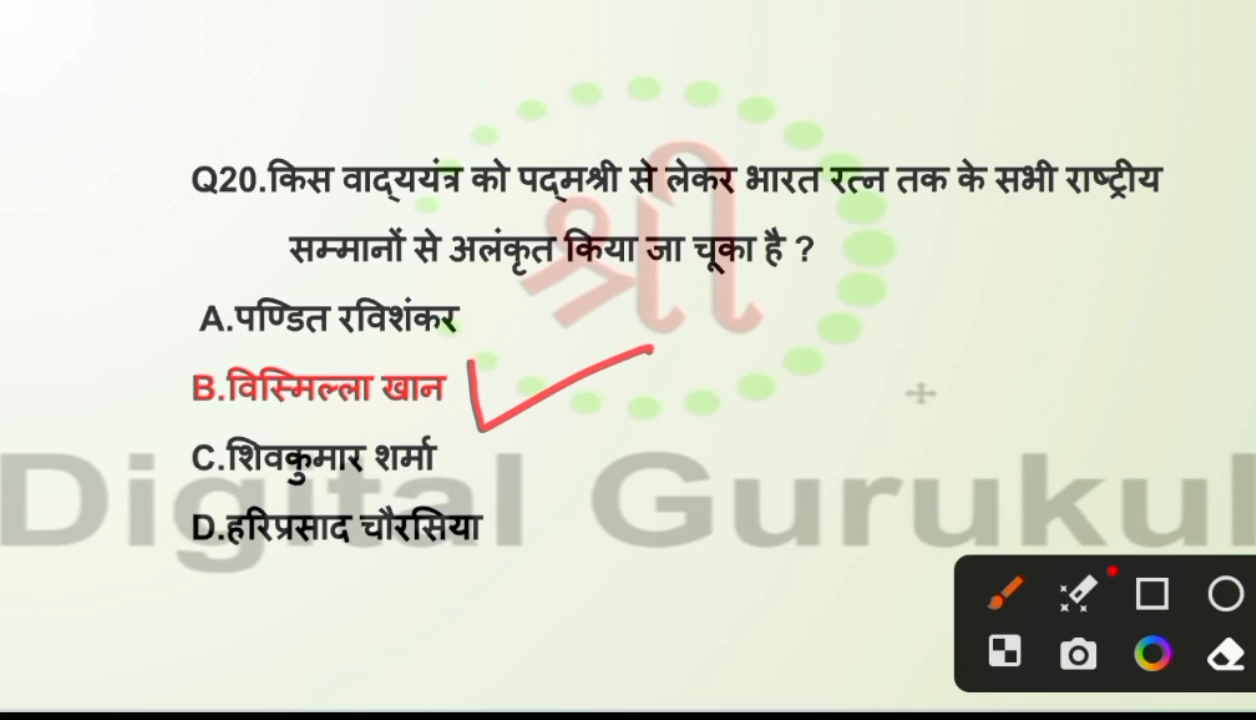 Q20.किस वाद्ययंत्र को पद्मश्री से लेकर भारत रत्न तक के सभी राष्ट्रीय
सम्मानों से अलंकृत किया जा चूका है ?
A.पण्डित रविशंकर
B.विस्मिल्ला खान
C.शिवकुमार शर्मा
D.हरिप्रसाद चौरसिया
श्री
Digital Gurukul